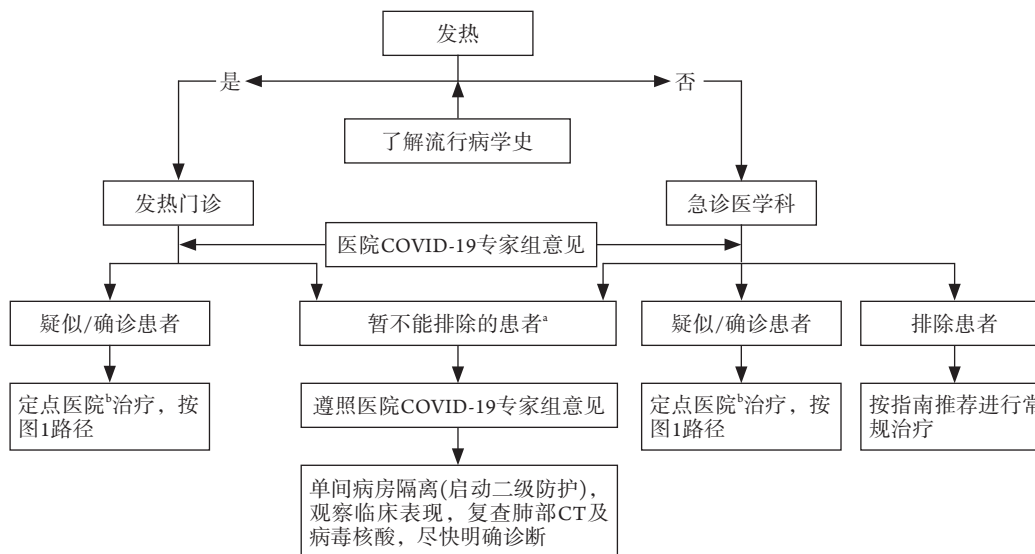 发热
是
否
了解流行病学史
发热门诊
急诊医学科
医院COVID-19专家组意见
疑似/确诊患者
暂不能排除的患者ᵃ
疑似/确诊患者
排除患者
定点医院ᵇ治疗，按
图1路径
遵照医院COVID-19专家组意见
定点医院ᵇ治疗，按
图1路径
按指南推荐进行常
规治疗
单间病房隔离(启动二级防护)，
观察临床表现，复查肺部CT及
病毒核酸，尽快明确诊断